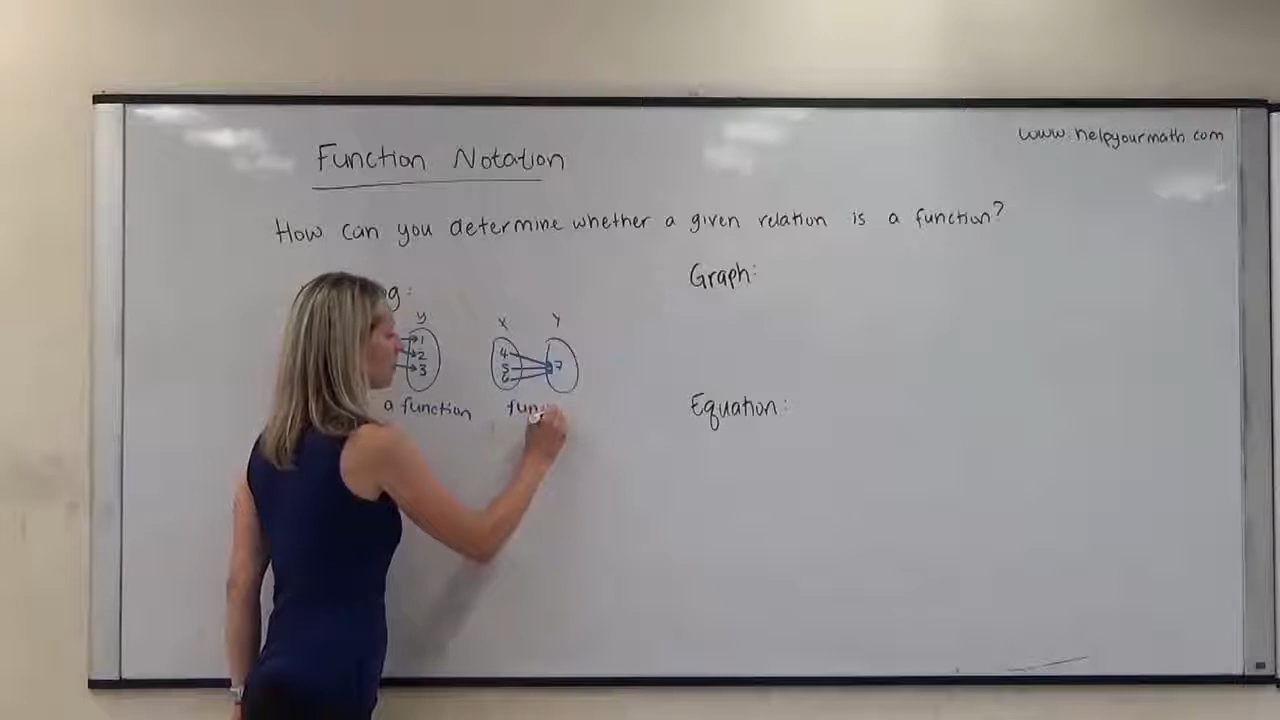 www.helpyourmath.com
Function Notation
How can you determine whether a given relation is a function?
Graph:
y
1
2
3
a function
X
4
5
6
Y
7
fun
Equation: